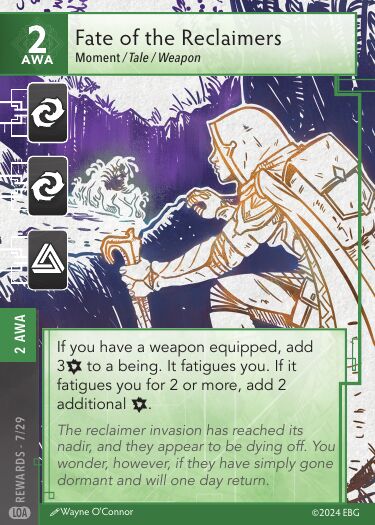 2
AWA
Fate of the Reclaimers
Moment / Tale / Weapon
2 AWA
If you have a weapon equipped, add
3 to a being. It fatigues you. If it
fatigues you for 2 or more, add 2
additional .
The reclaimer invasion has reached its
nadir, and they appear to be dying off. You
wonder, however, if they have simply gone
dormant and will one day return.
LOA REWARDS - 7/29
Wayne O'Connor
©2024 EBG